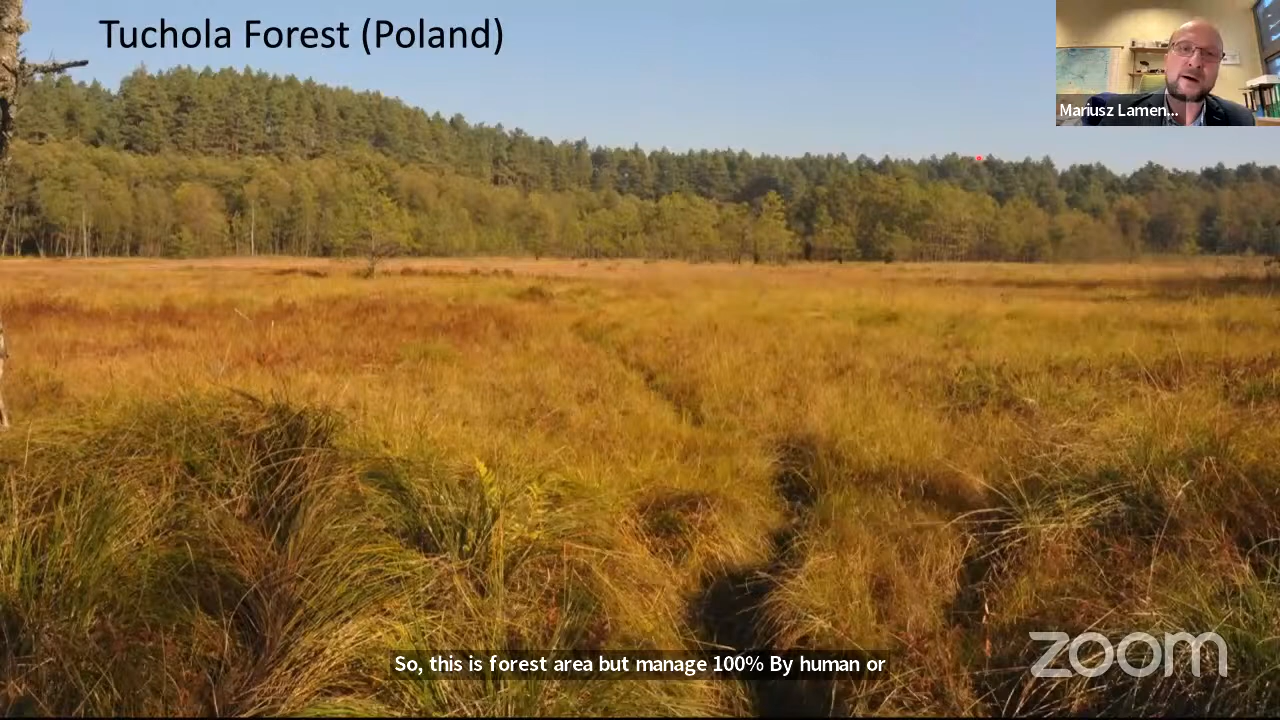 Tuchola Forest (Poland)
Mariusz Lamen...
So, this is forest area but manage 100% By human or
zoom